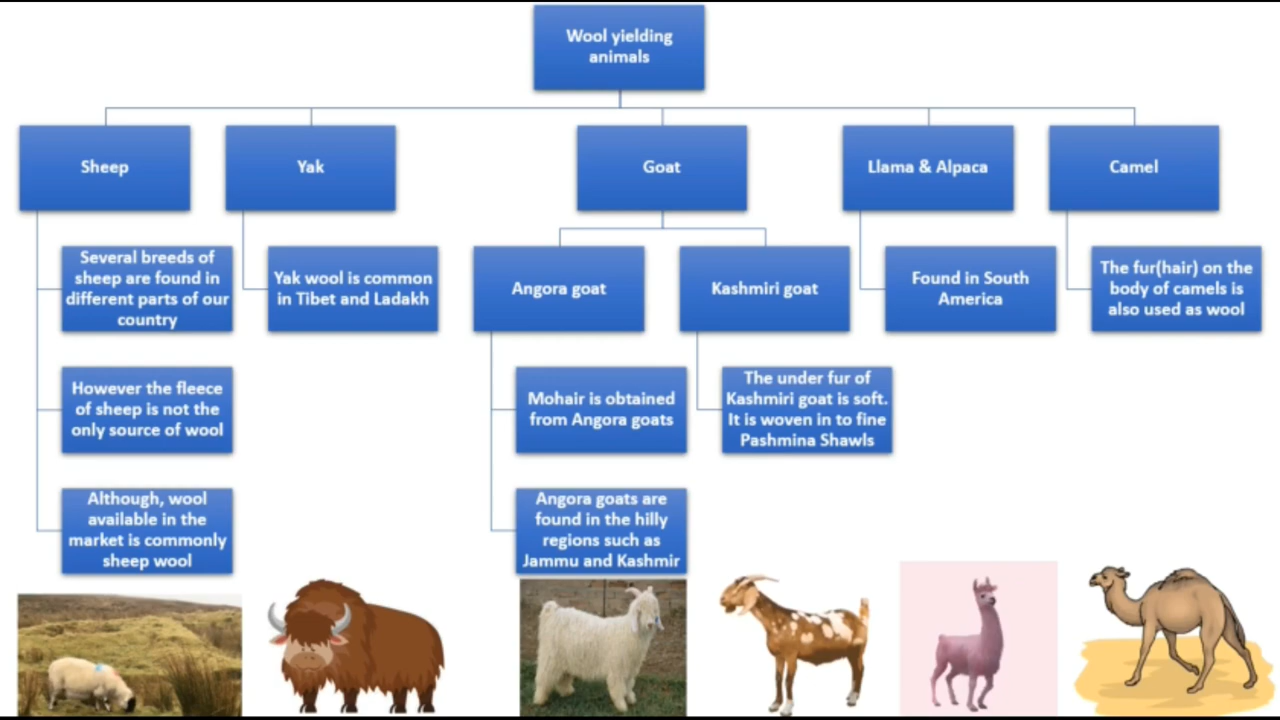 Wool yielding
animals
Sheep
Yak
Goat
Llama & Alpaca
Camel
Several breeds of
sheep are found in
different parts of our
country
Yak wool is common
in Tibet and Ladakh
Angora goat
Kashmiri goat
Found in South
America
The fur(hair) on the
body of camels is
also used as wool
However the fleece
of sheep is not the
only source of wool
Mohair is obtained
from Angora goats
The under fur of
Kashmiri goat is soft.
It is woven in to fine
Pashmina Shawls
Although, wool
available in the
market is commonly
sheep wool
Angora goats are
found in the hilly
regions such as
Jammu and Kashmir